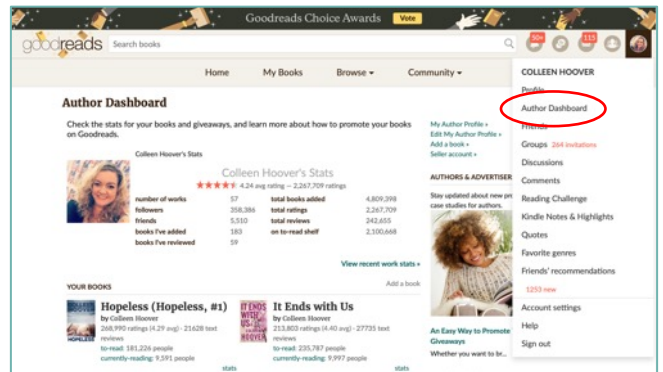 Goodreads Choice Awards Vote
goodreads Search books 50+ 115
Home My Books Browse Community
Author Dashboard
Check the stats for your books and giveaways, and learn more about how to promote your books
on Goodreads.
Colleen Hoover's Stats
Colleen Hoover's Stats
4.24 avg rating — 2,267,709 ratings
number of works 57 total books added 4,809,398
followers 358,386 total ratings 2,267,709
friends 5,510 total reviews 242,655
books I've added 183 on to-read shelf 2,100,668
books I've reviewed 59
View recent work stats »
YOUR BOOKS Add a book
HOOVER
HOPELESS
Hopeless (Hopeless, #1)
by Colleen Hoover
268,990 ratings (4.29 avg) - 21628 text
reviews
to-read: 181,226 people
currently-reading: 9,591 people
stats
IT ENDS
WITH
US
HOOVER
It Ends with Us
by Colleen Hoover
213,803 ratings (4.40 avg) - 27735 text
reviews
to-read: 235,787 people
currently-reading: 9,997 people
stats
My Author Profile »
Edit My Author Profile »
Add a book »
Seller account »
AUTHORS & ADVERTISER
Stay updated about new pr
case studies for authors.
An Easy Way to Promote
Giveaways
Whether you want to br...
COLLEEN HOOVER
Profile
Author Dashboard
Friends
Groups 264 invitations
Discussions
Comments
Reading Challenge
Kindle Notes & Highlights
Quotes
Favorite genres
Friends' recommendations
1253 new
Account settings
Help
Sign out